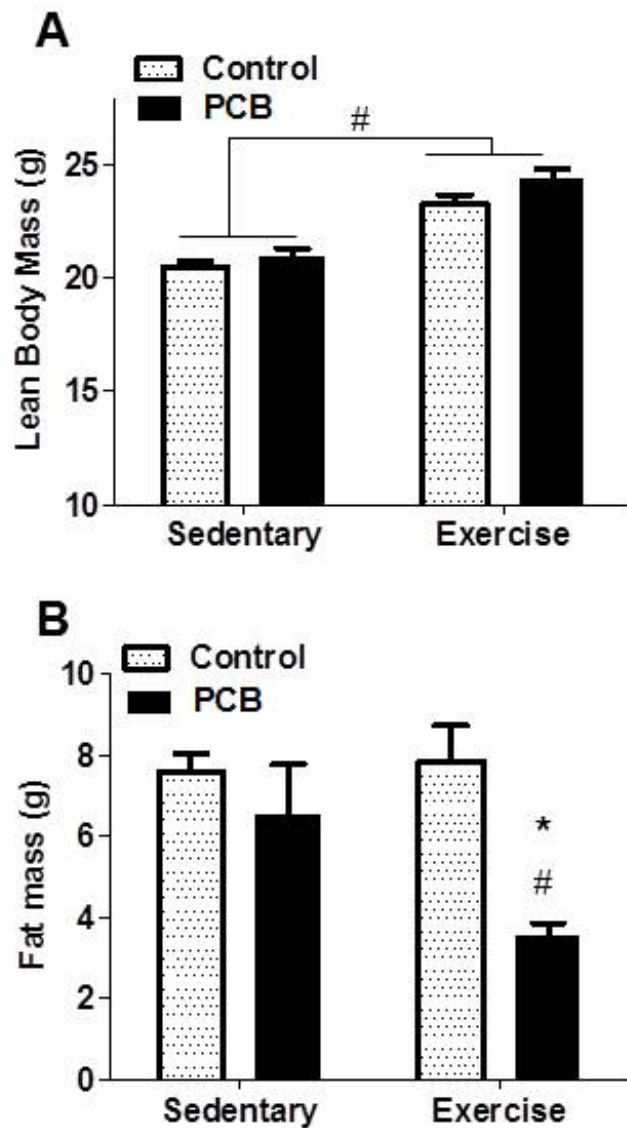 A
Control
PCB
#
Lean Body Mass (g)
25
20
15
10
Sedentary Exercise
B
Control
PCB
Fat mass (g)
10
8
6
4
2
0
*
#
Sedentary Exercise